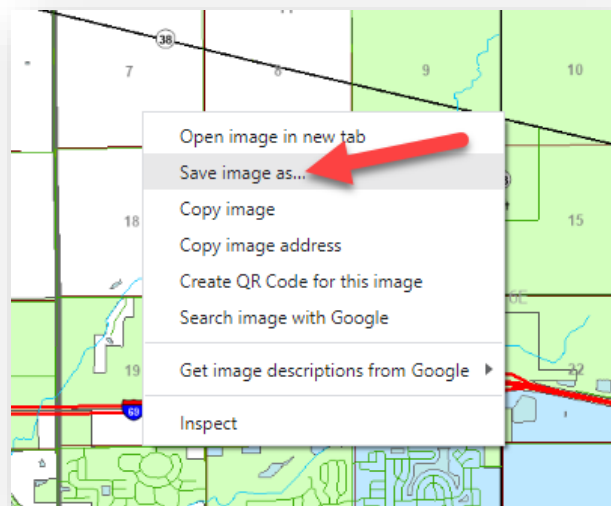 38
7
8
9
10
Open image in new tab
Save image as...
Copy image
18
15
Copy image address
Create QR Code for this image
6E
Search image with Google
Get image descriptions from Google
19
22
69
Inspect